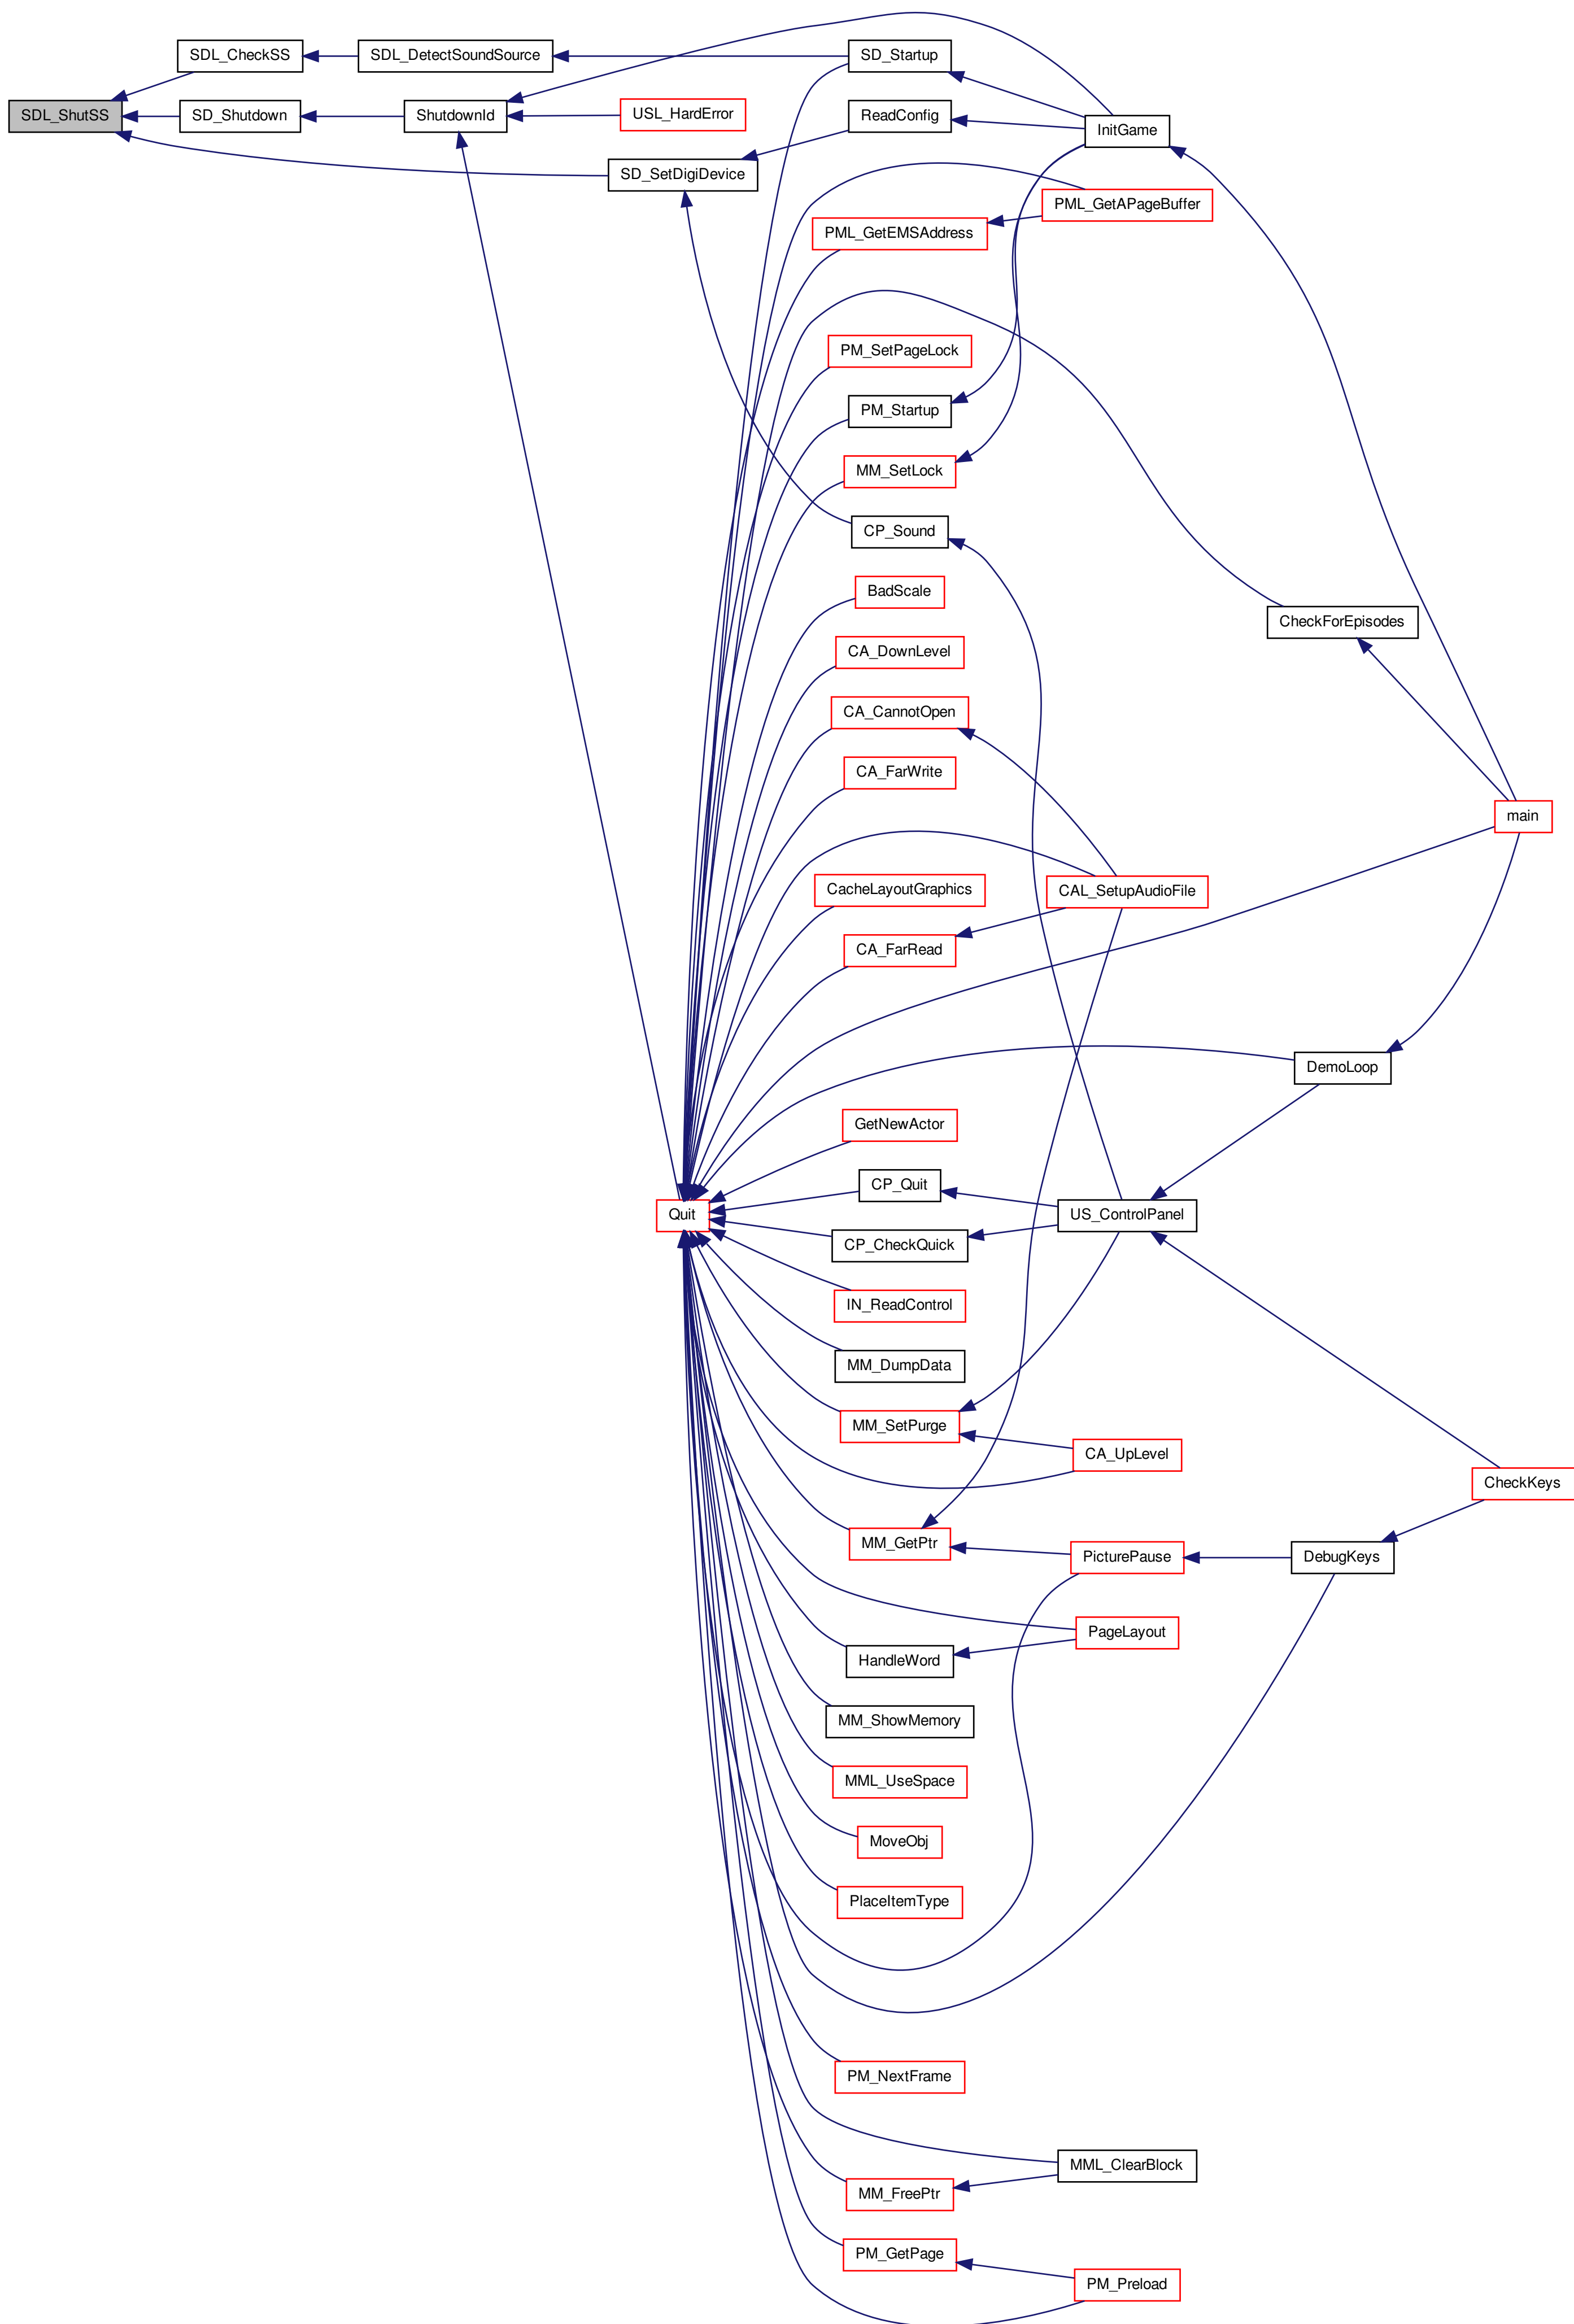 SDL_CheckSS
SDL_DetectSoundSource
SD_Startup
SDL_ShutSS
SD_Shutdown
ShutdownId
USL_HardError
ReadConfig
InitGame
SD_SetDigiDevice
PML_GetAPageBuffer
PML_GetEMSAddress
PM_SetPageLock
PM_Startup
MM_SetLock
CP_Sound
BadScale
CheckForEpisodes
CA_DownLevel
CA_CannotOpen
CA_FarWrite
main
CacheLayoutGraphics
CAL_SetupAudioFile
CA_FarRead
DemoLoop
GetNewActor
CP_Quit
Quit
US_ControlPanel
CP_CheckQuick
IN_ReadControl
MM_DumpData
MM_SetPurge
CA_UpLevel
CheckKeys
MM_GetPtr
PicturePause
DebugKeys
PageLayout
HandleWord
MM_ShowMemory
MML_UseSpace
MoveObj
PlaceItemType
PM_NextFrame
MML_ClearBlock
MM_FreePtr
PM_GetPage
PM_Preload